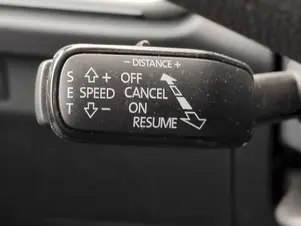 − DISTANCE +
S + OFF
E SPEED CANCEL
T − ON
RESUME